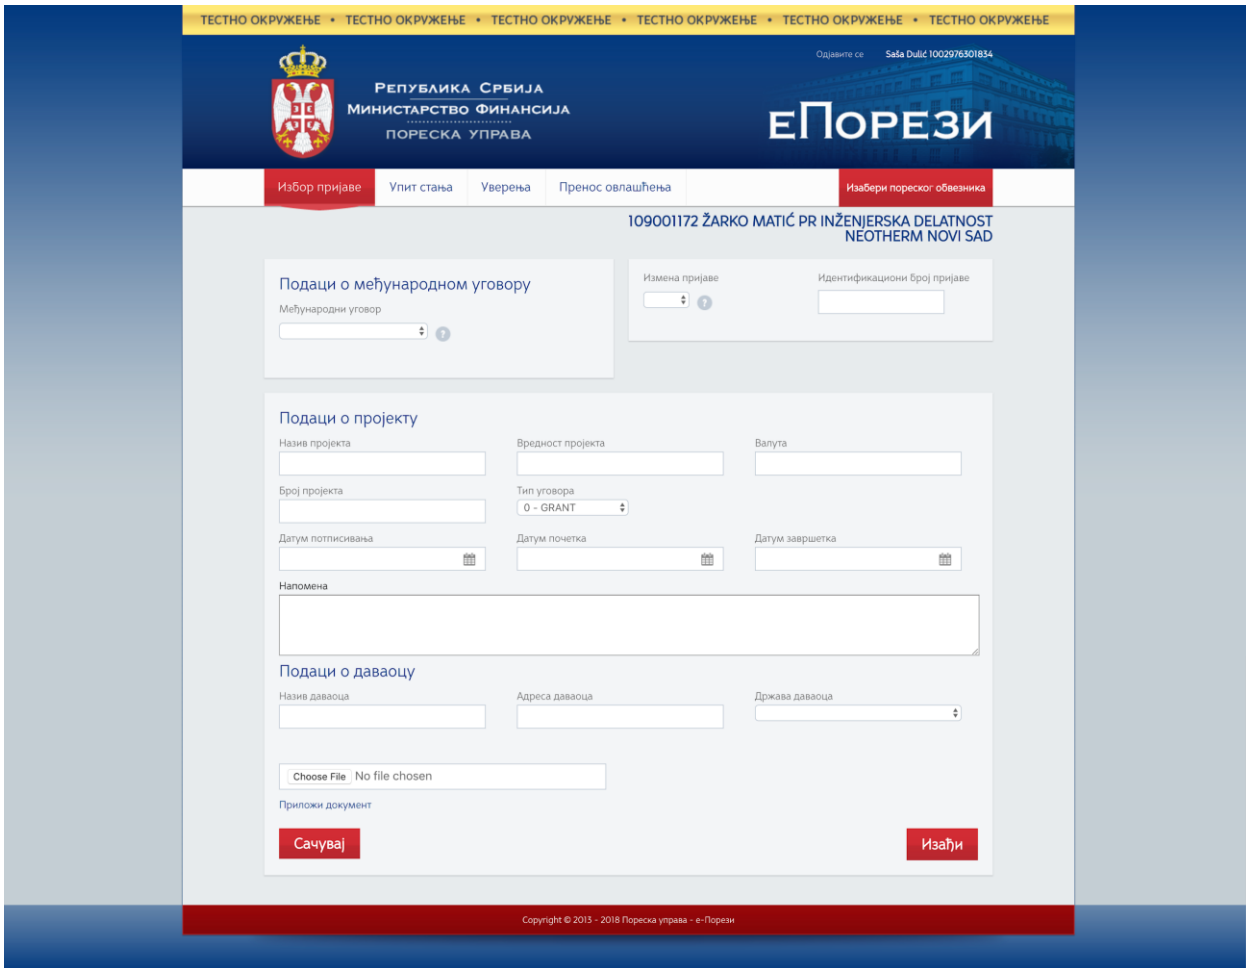 ТЕСТНО ОКРУЖЕЊЕ • ТЕСТНО ОКРУЖЕЊЕ • ТЕСТНО ОКРУЖЕЊЕ • ТЕСТНО ОКРУЖЕЊЕ • ТЕСТНО ОКРУЖЕЊЕ • ТЕСТНО ОКРУЖЕЊЕ
Одјавите се Saša Dulić 1002976301834
Република Србија
Министарство Финансија
ПОРЕСКА УПРАВА
еПорези
Избор пријаве Упит стања Уверења Пренос овлашћења Изабери пореског обвезника
109001172 ŽARKO MATIĆ PR INŽENJERSKA DELATNOST
NEOTHERM NOVI SAD
Подаци о међународном уговору
Међународни уговор
Измена пријаве Идентификациони број пријаве
Подаци о пројекту
Назив пројекта Вредност пројекта Валута
Број пројекта Тип уговора
0 - GRANT
Датум потписивања Датум почетка Датум завршетка
Напомена
Подаци о даваоцу
Назив даваоца Адреса даваоца Држава даваоца
Choose File No file chosen
Приложи документ
Сачувај Изађи
Copyright © 2013 - 2018 Пореска управа - е-Порези